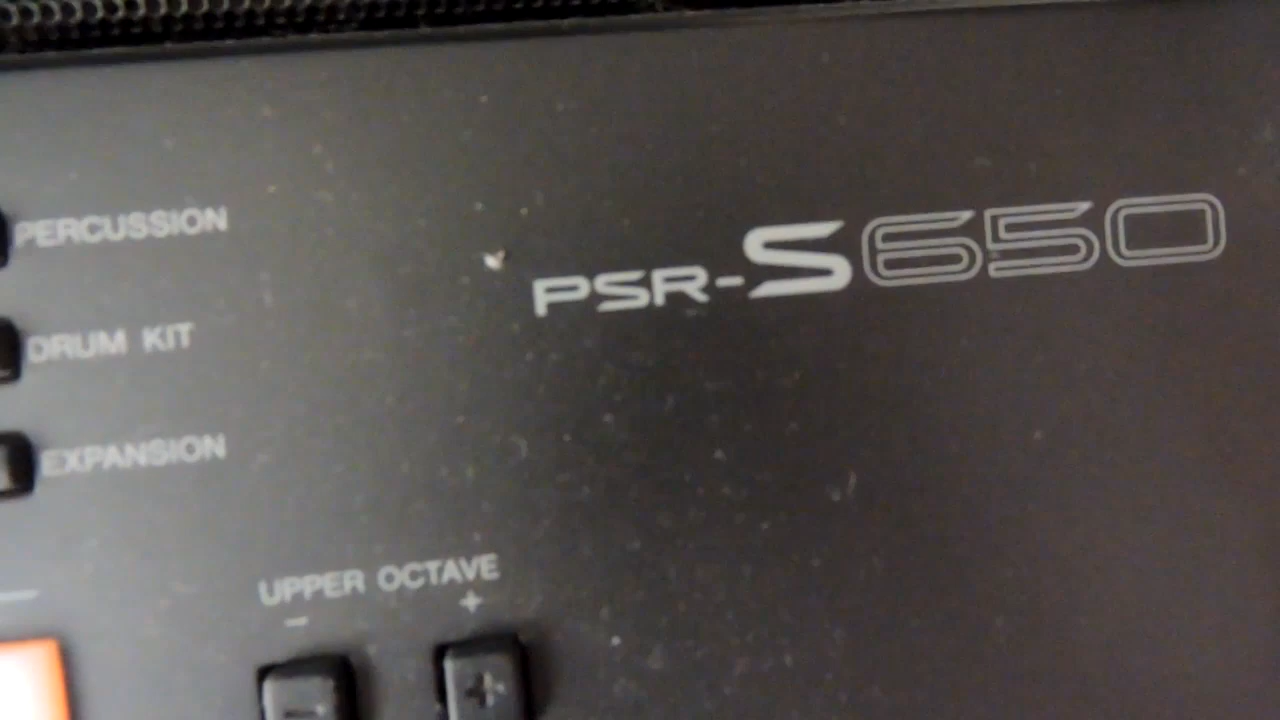 PERCUSSION
PSR-S650
DRUM KIT
EXPANSION
UPPER OCTAVE
- +
- +